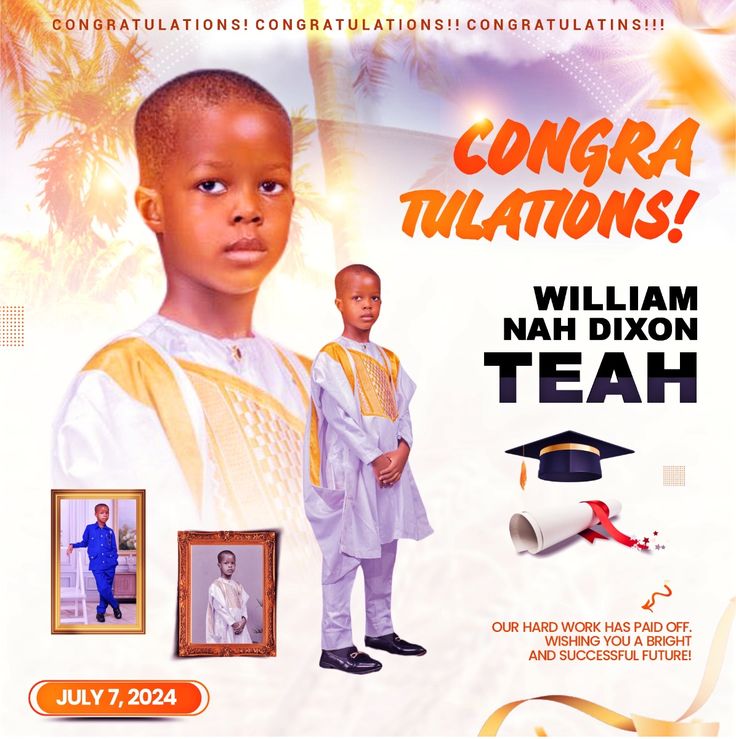 CONGRATULATIONS! CONGRATULATIONS!! CONGRATULATINS!!!
CONGRA
TULATIONS!
WILLIAM
NAH DIXON
TEAH
OUR HARD WORK HAS PAID OFF.
WISHING YOU A BRIGHT
AND SUCCESSFUL FUTURE!
JULY 7, 2024